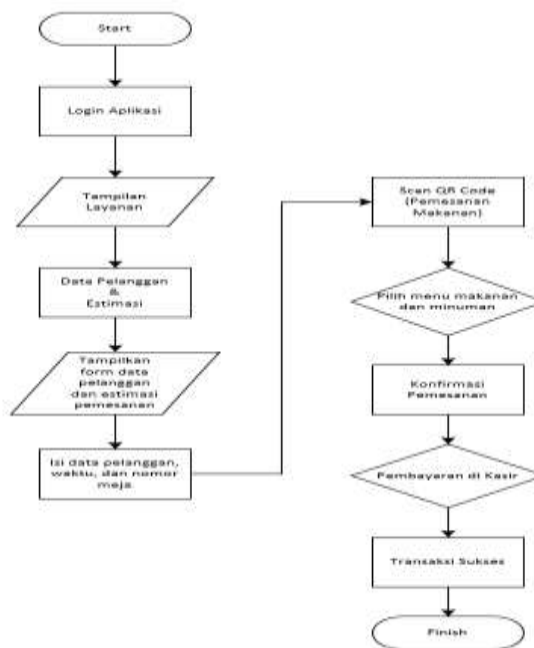 Start
Login Aplikasi
Tampilan
Layanan
Data Pelanggan
&
Estimasi
Tampilkan
form data
pelanggan
dan estimasi
pemesanan
Isi data pelanggan,
waktu, dan nomor
meja
Scan QR Code
(Pemesanan
Makanan)
Pilih menu makanan
dan minuman
Konfirmasi
Pemesanan
Pembayaran di Kasir
Transaksi Sukses
Finish